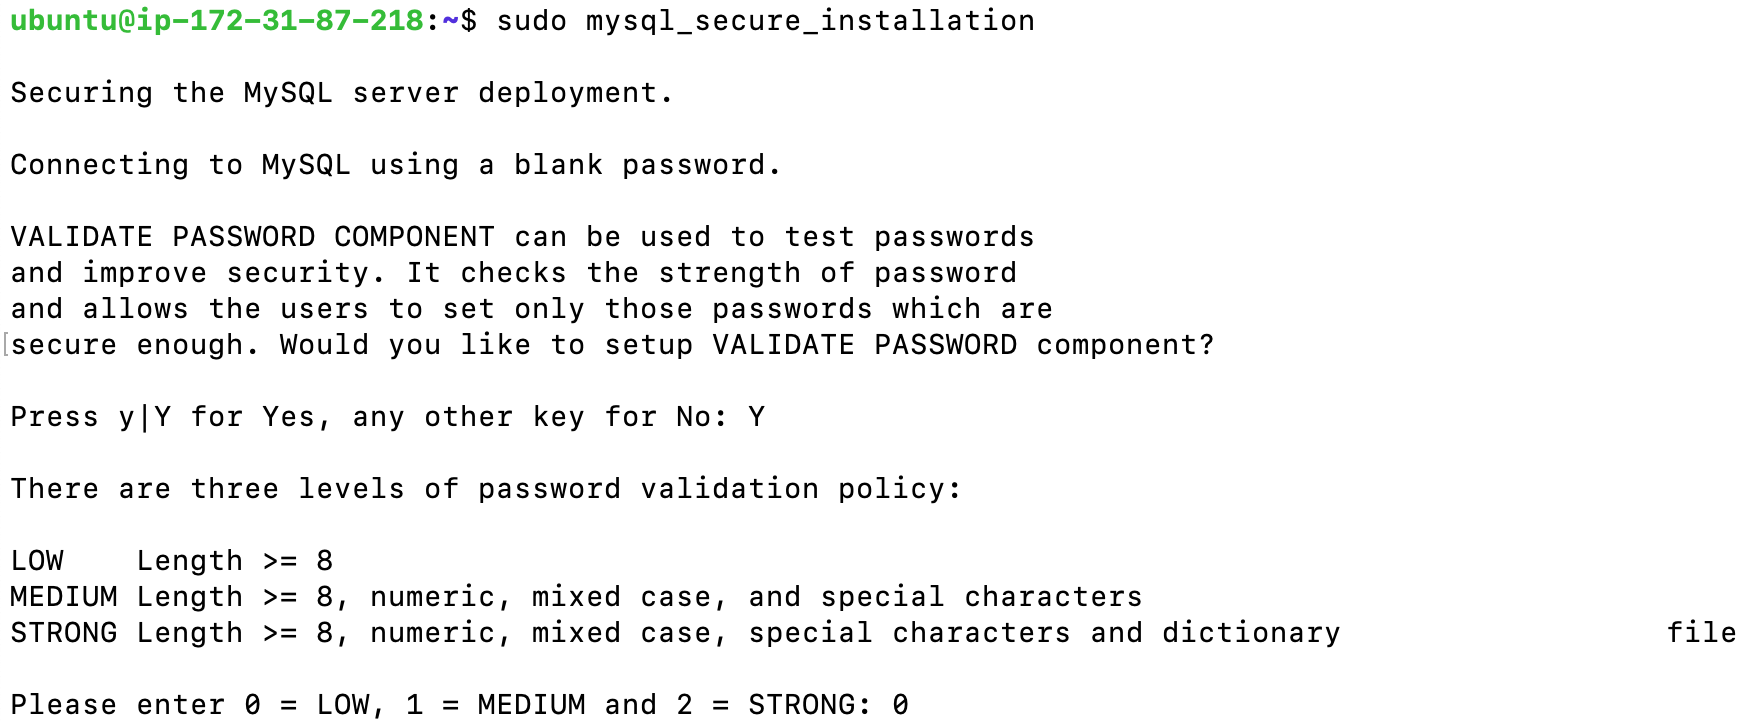 ubuntu@ip-172-31-87-218:~$ sudo mysql_secure_installation
Securing the MySQL server deployment.
Connecting to MySQL using a blank password.
VALIDATE PASSWORD COMPONENT can be used to test passwords
and improve security. It checks the strength of password
and allows the users to set only those passwords which are
secure enough. Would you like to setup VALIDATE PASSWORD component?
Press y|Y for Yes, any other key for No: Y
There are three levels of password validation policy:
LOW    Length >= 8
MEDIUM Length >= 8, numeric, mixed case, and special characters
STRONG Length >= 8, numeric, mixed case, special characters and dictionary                  file
Please enter 0 = LOW, 1 = MEDIUM and 2 = STRONG: 0